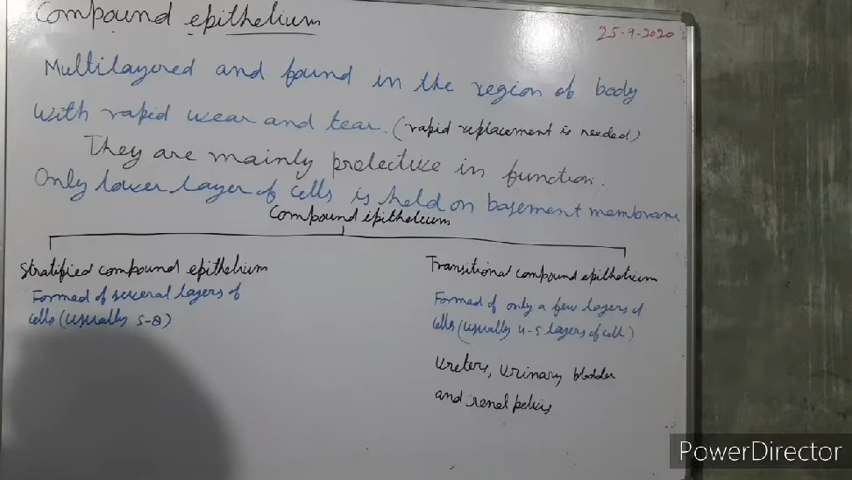 Compound epithelium
25-9-2020
Multilayered and found in the region of body
with rapid wear and tear. (rapid replacement is needed)
They are mainly protective in function.
Only lower layer of cells is held on basement membrane
Compound epithelium
Stratified compound epithelium
Formed of several layers of
cells (usually 5-8)
Transitional compound epithelium
Formed of only a few layers of
cells (usually 4-5 layers of cell)
Ureters, Urinary bladder
and renal pelvis
PowerDirector